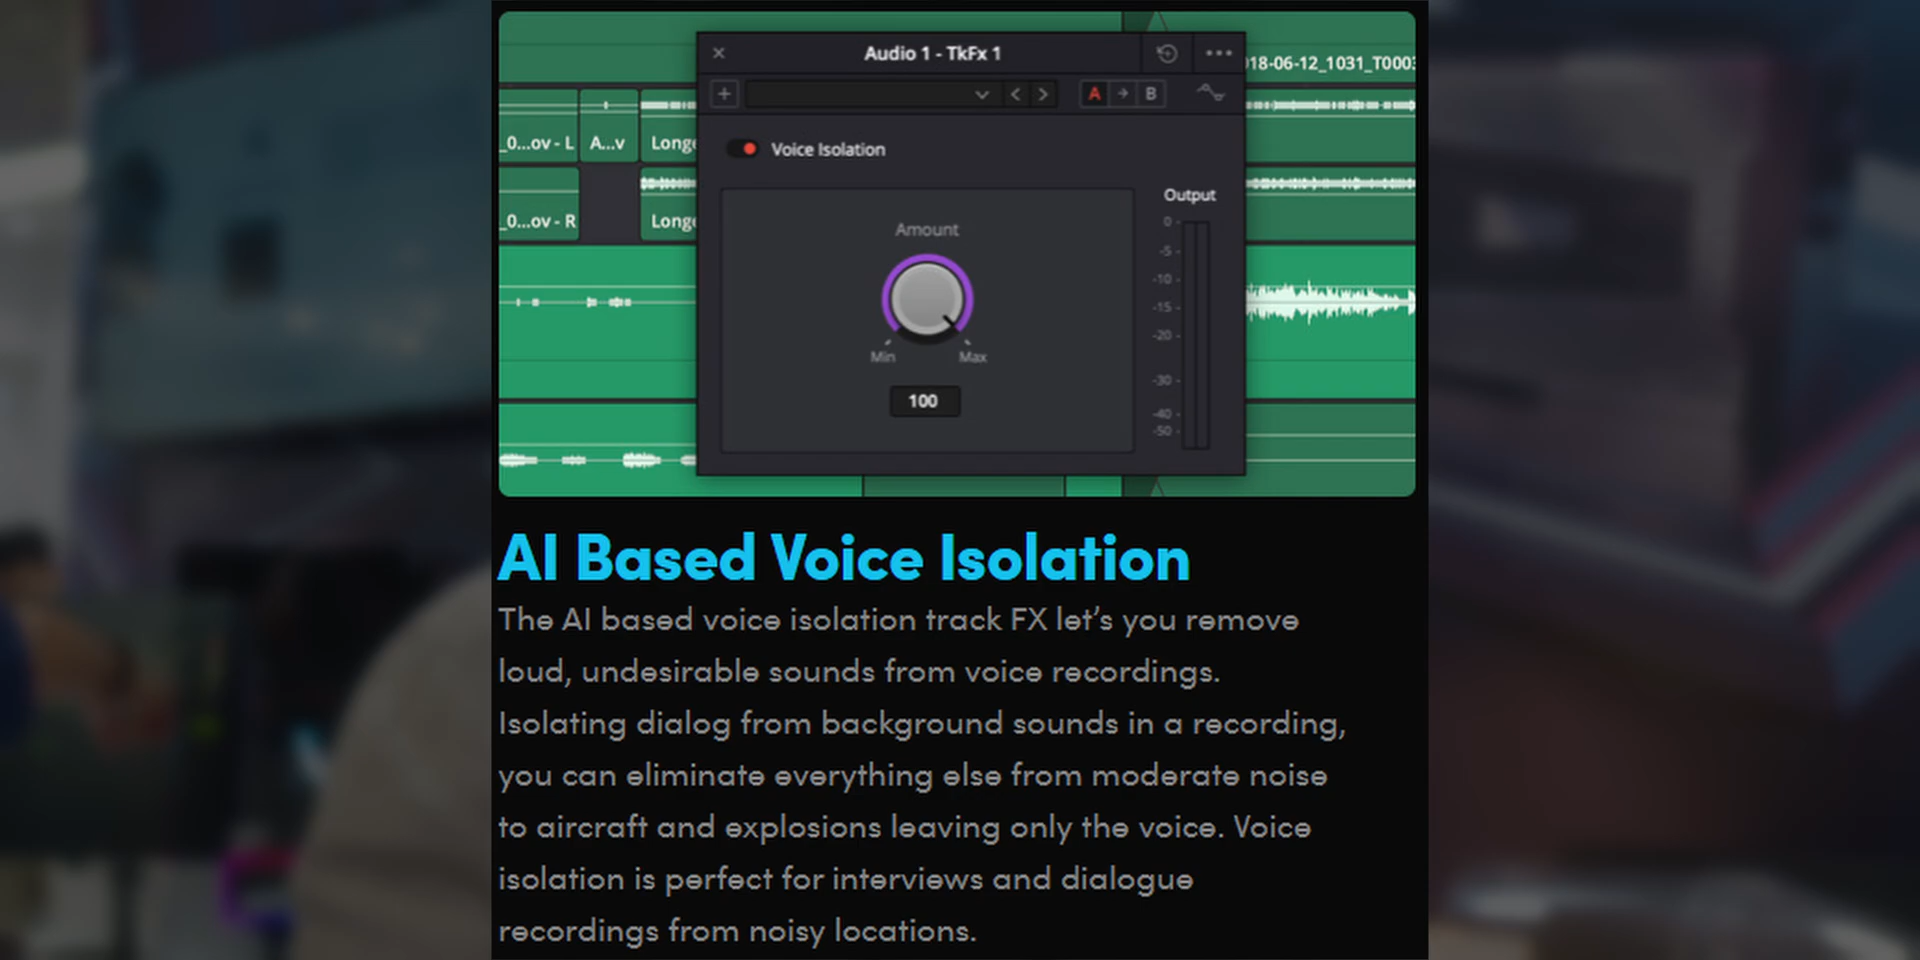 Audio 1 - TkFx 1
18-06-12_1031_T0003
A B
_0...ov - L A...v Longe
Voice Isolation
Output
_0...ov - R Longe
Amount
0
-5
-10
-15
-20
-30
-40
-50
Min Max
100
AI Based Voice Isolation
The AI based voice isolation track FX let's you remove
loud, undesirable sounds from voice recordings.
Isolating dialog from background sounds in a recording,
you can eliminate everything else from moderate noise
to aircraft and explosions leaving only the voice. Voice
isolation is perfect for interviews and dialogue
recordings from noisy locations.